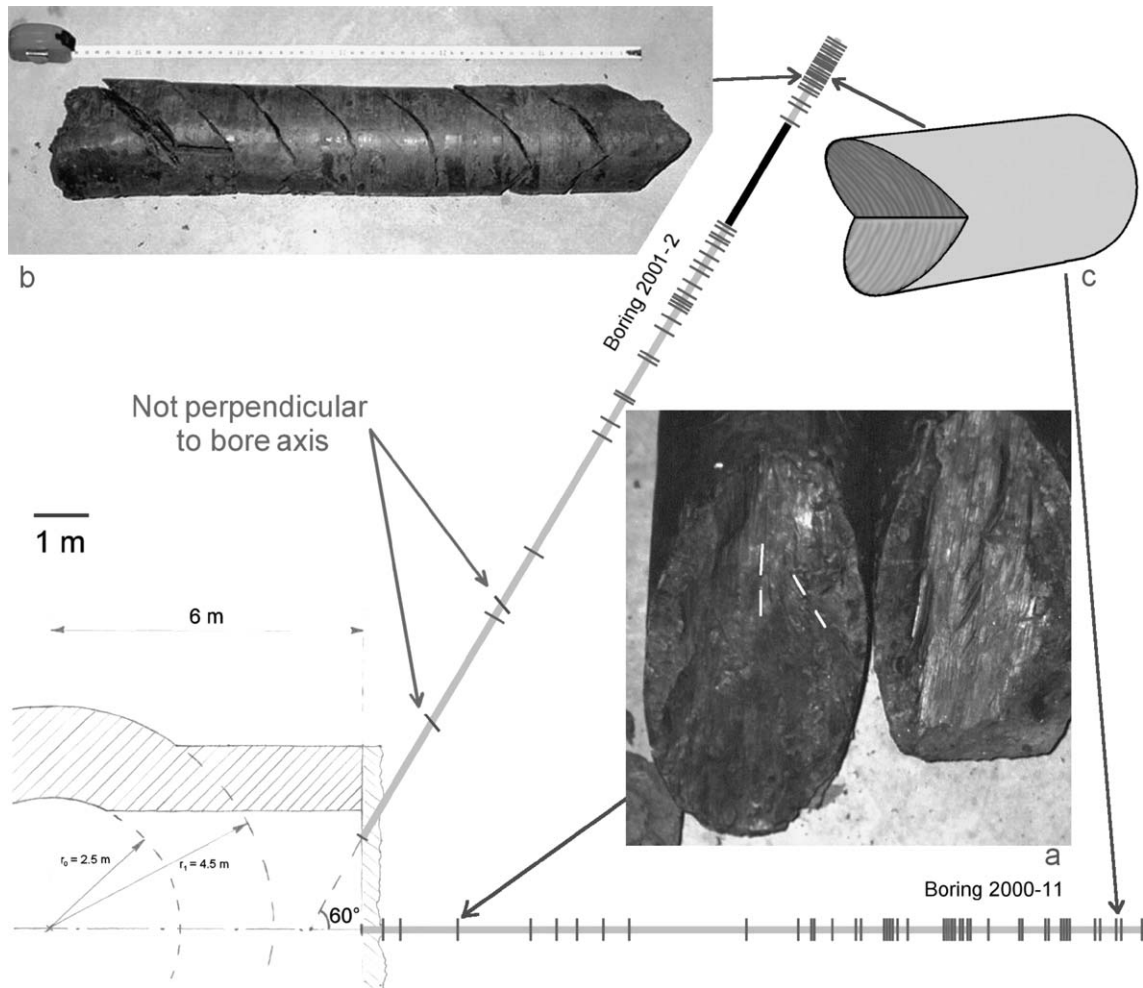 b
Boring 2001-2
c
Not perpendicular
to bore axis
1 m
6 m
a
Boring 2000-11
r₀ = 2.5 m
r₁ = 4.5 m
60°